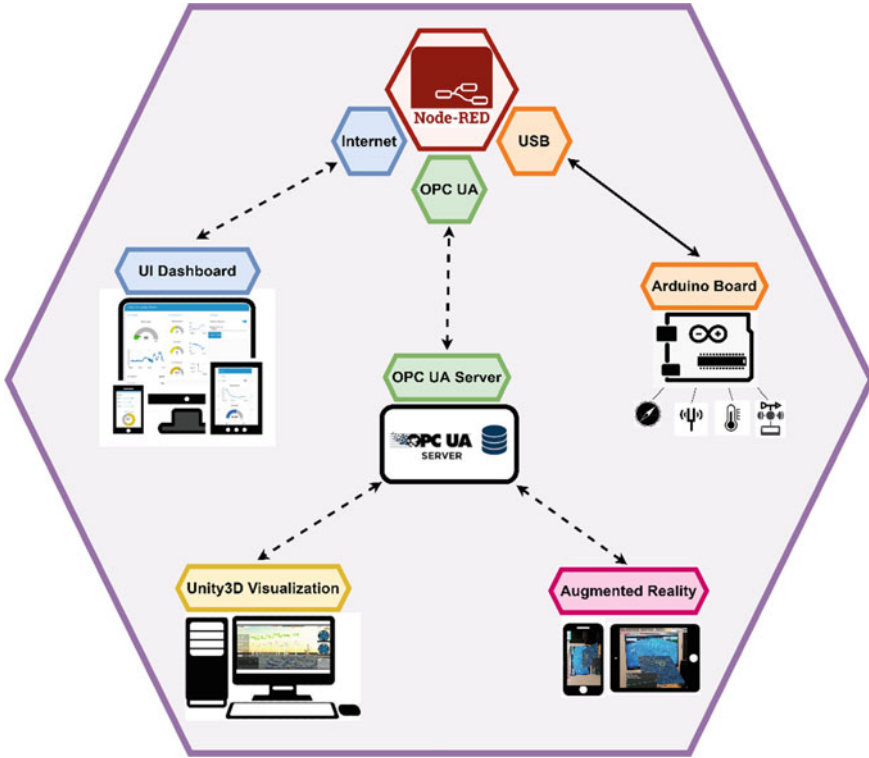 Node-RED
Internet
USB
OPC UA
UI Dashboard
Arduino Board
OPC UA Server
OPC UA
SERVER
Unity3D Visualization
Augmented Reality